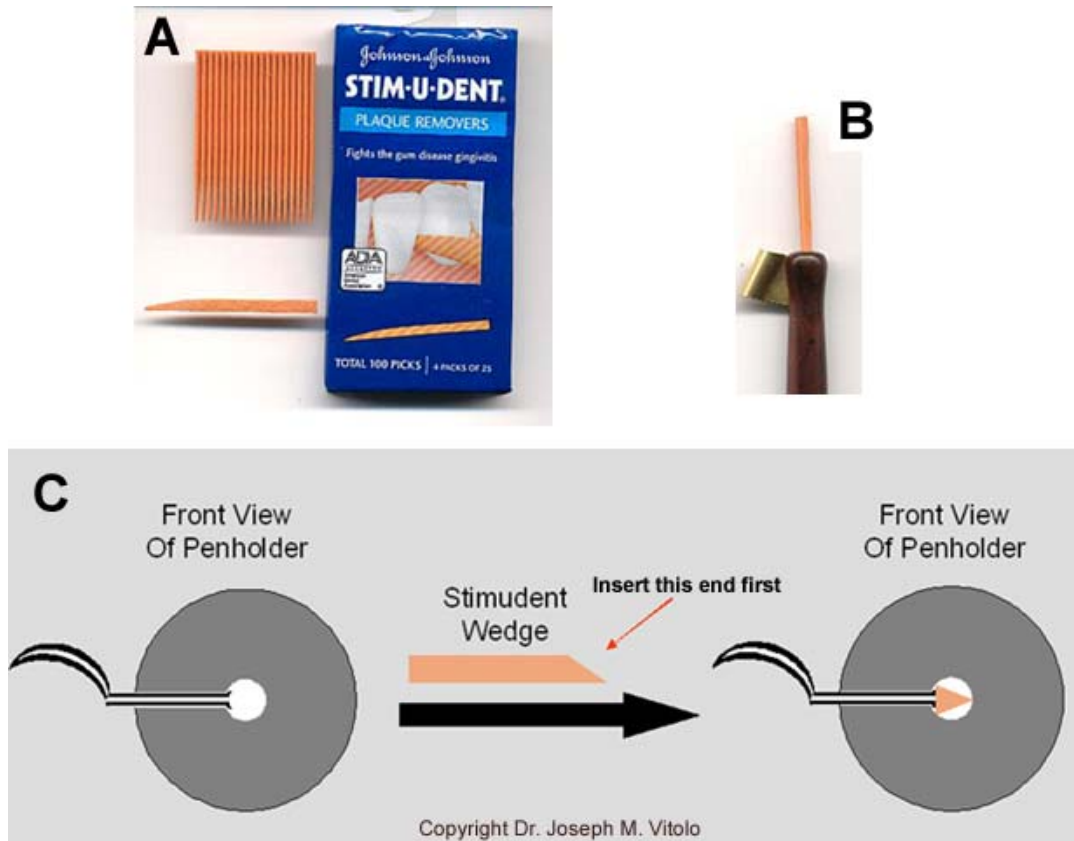 A
Johnson & Johnson
STIM·U·DENT®
PLAQUE REMOVERS
Fights the gum disease gingivitis
ADA
TOTAL 100 PICKS | 4 PACKS OF 25
B
C
Front View
Of Penholder
Stimudent
Wedge
Insert this end first
Front View
Of Penholder
Copyright Dr. Joseph M. Vitolo